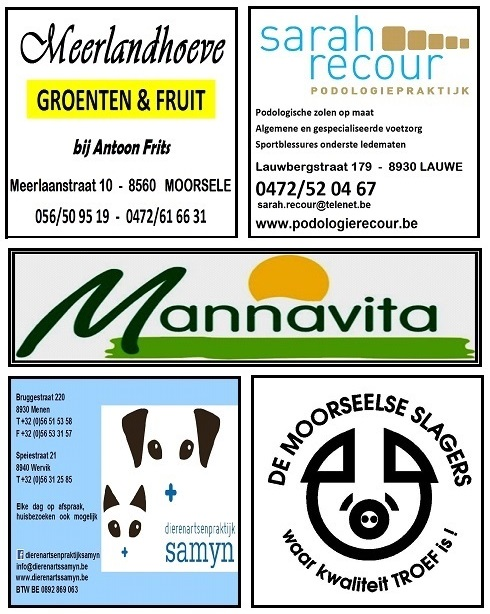 Meerlandhoeve
GROENTEN & FRUIT
bij Antoon Frits
Meerlaanstraat 10 - 8560 MOORSELE
056/50 95 19 - 0472/61 66 31
sarah
recour
PODOLOGIEPRAKTIJK
Podologische zolen op maat
Algemene en gespecialiseerde voetzorg
Sportblessures onderste ledematen
Lauwbergstraat 179 - 8930 LAUWE
0472/52 04 67
sarah.recour@telenet.be
www.podologierecour.be
Mannavita
Bruggestraat 220
8930 Menen
T +32 (0)56 51 53 58
F +32 (0)56 53 31 57
Speiestraat 21
8940 Wervik
T +32 (0)56 31 25 85
Elke dag op afspraak,
huisbezoeken ook mogelijk
dierenartsenpraktijksamyn
info@dierenartssamyn.be
www.dierenartssamyn.be
BTW BE 0892 869 063
dierenartsenpraktijk
samyn
DE MOORSEELSE SLAGERS
waar kwaliteit TROEF is !